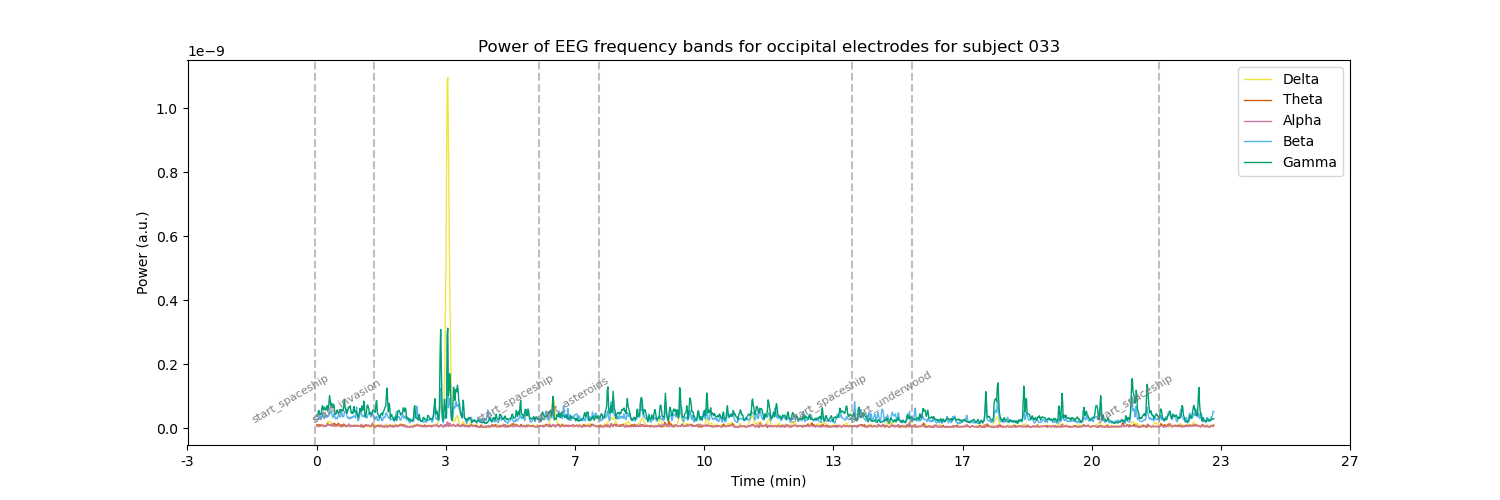 Power of EEG frequency bands for occipital electrodes for subject 033
1e−9
Delta
Theta
Alpha
Beta
Gamma
1.0
0.8
0.6
0.4
0.2
0.0
Power (a.u.)
start_spaceship
start_invasion
start_spaceship
start_asteroids
start_spaceship
start_underwood
start_spaceship
-3 0 3 7 10 13 17 20 23 27
Time (min)